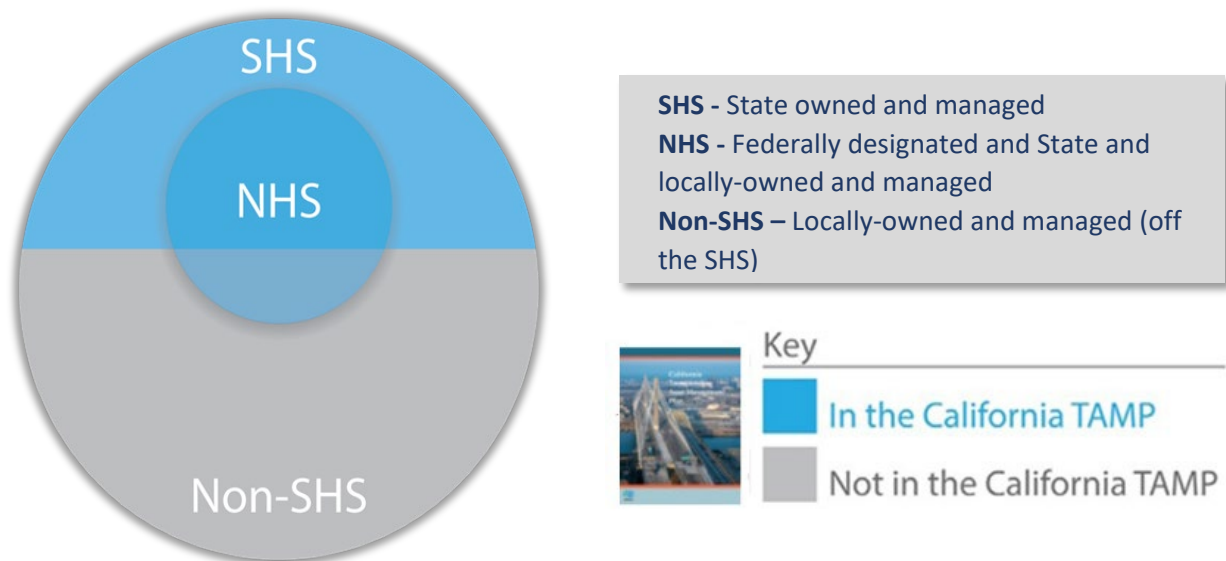 SHS
NHS
Non-SHS
SHS - State owned and managed
NHS - Federally designated and State and
locally-owned and managed
Non-SHS – Locally-owned and managed (off
the SHS)
Key
California
In the California TAMP
Not in the California TAMP